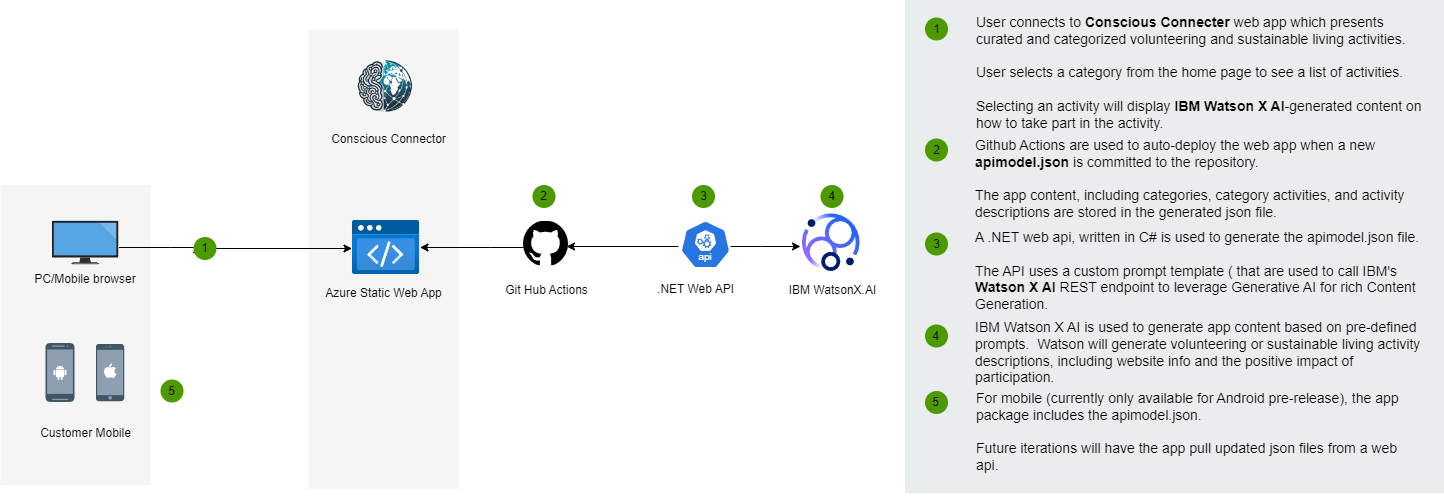 Conscious Connector
PC/Mobile browser
1
Azure Static Web App
2
Git Hub Actions
3
api
.NET Web API
4
IBM WatsonX.AI
Customer Mobile
5
1
User connects to Conscious Connecter web app which presents
curated and categorized volunteering and sustainable living activities.
User selects a category from the home page to see a list of activities.
Selecting an activity will display IBM Watson X AI-generated content on
how to take part in the activity.
2
Github Actions are used to auto-deploy the web app when a new
apimodel.json is committed to the repository.
The app content, including categories, category activities, and activity
descriptions are stored in the generated json file.
3
A .NET web api, written in C# is used to generate the apimodel.json file.
The API uses a custom prompt template ( that are used to call IBM's
Watson X AI REST endpoint to leverage Generative AI for rich Content
Generation.
4
IBM Watson X AI is used to generate app content based on pre-defined
prompts.  Watson will generate volunteering or sustainable living activity
descriptions, including website info and the positive impact of
participation.
5
For mobile (currently only available for Android pre-release), the app
package includes the apimodel.json.
Future iterations will have the app pull updated json files from a web
api.